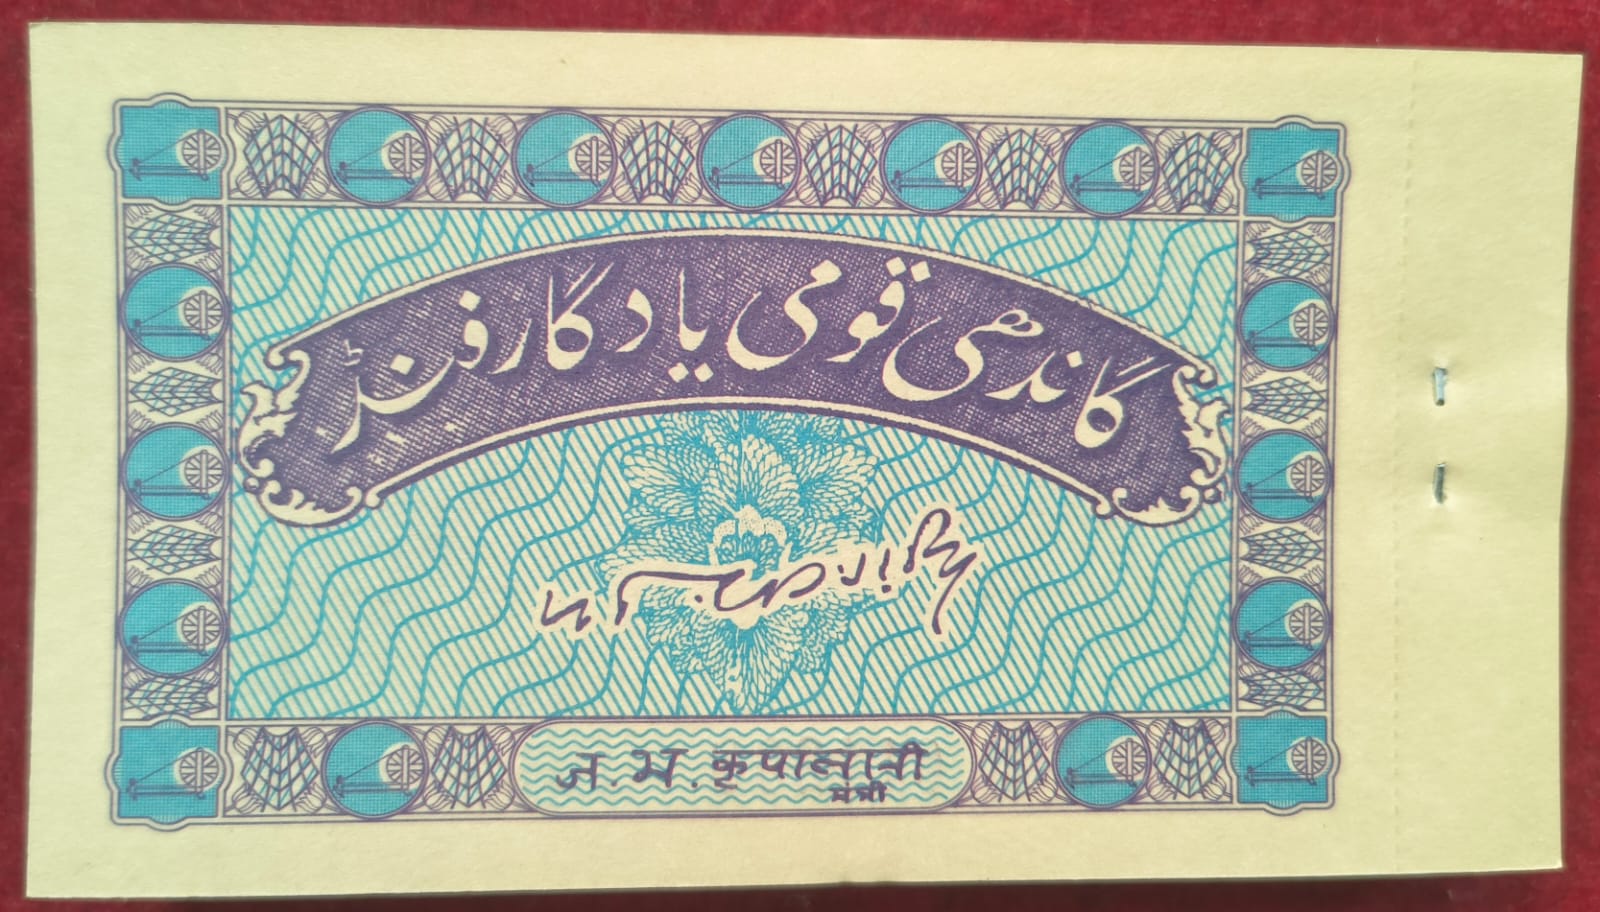 گاندھی قومی یادگار فنڈ
ज. भ. कृपालानी
मंत्री